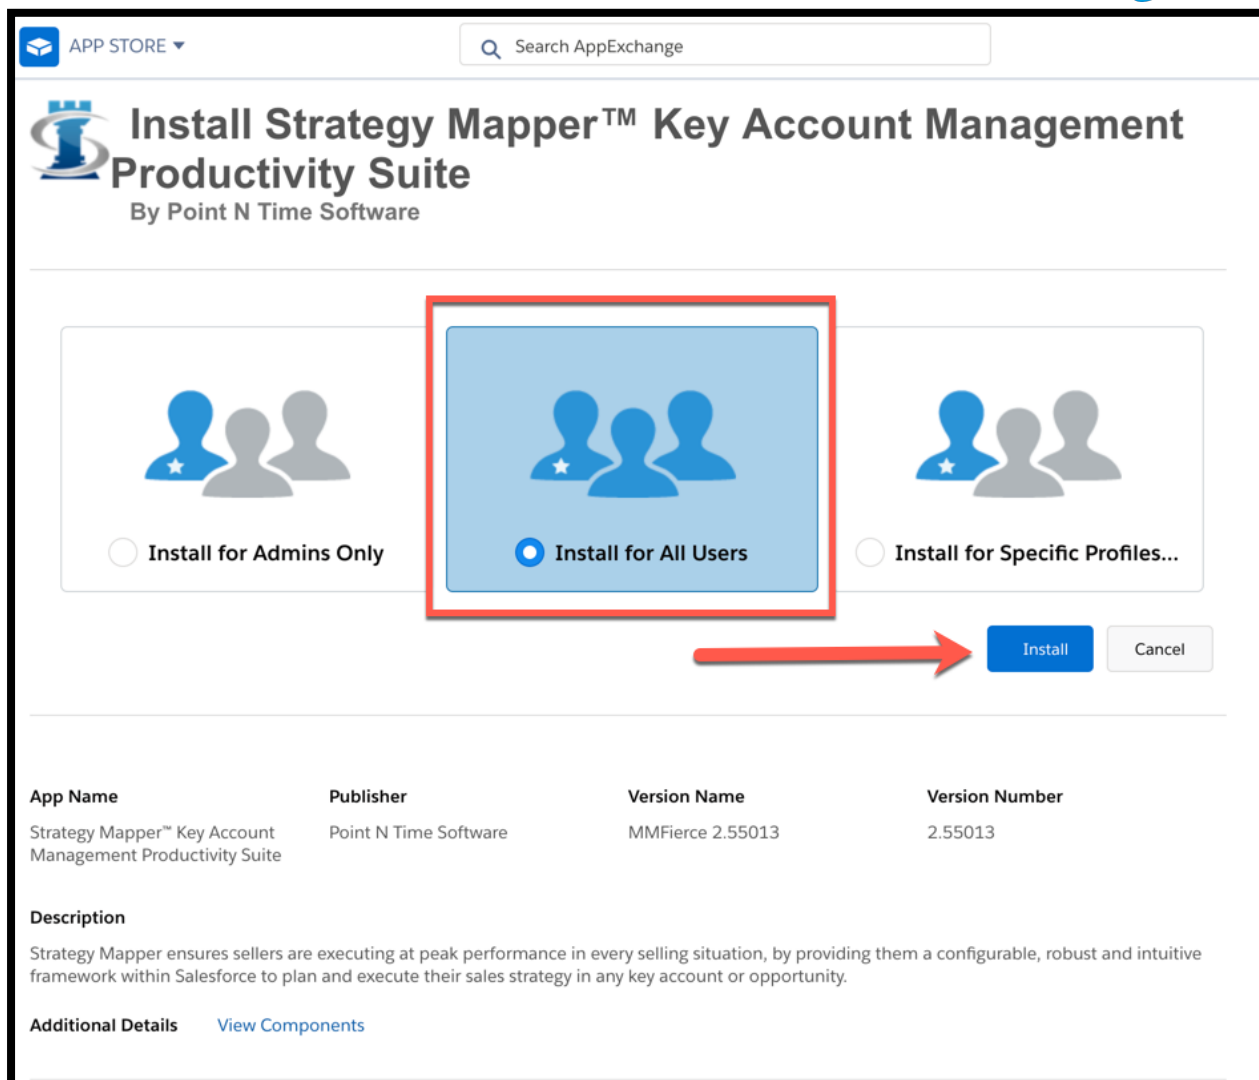 APP STORE
Search AppExchange
Install Strategy Mapper™ Key Account Management
Productivity Suite
By Point N Time Software
Install for Admins Only
Install for All Users
Install for Specific Profiles...
Install
Cancel
App Name
Publisher
Version Name
Version Number
Strategy Mapper™ Key Account
Management Productivity Suite
Point N Time Software
MMFierce 2.55013
2.55013
Description
Strategy Mapper ensures sellers are executing at peak performance in every selling situation, by providing them a configurable, robust and intuitive
framework within Salesforce to plan and execute their sales strategy in any key account or opportunity.
Additional Details
View Components